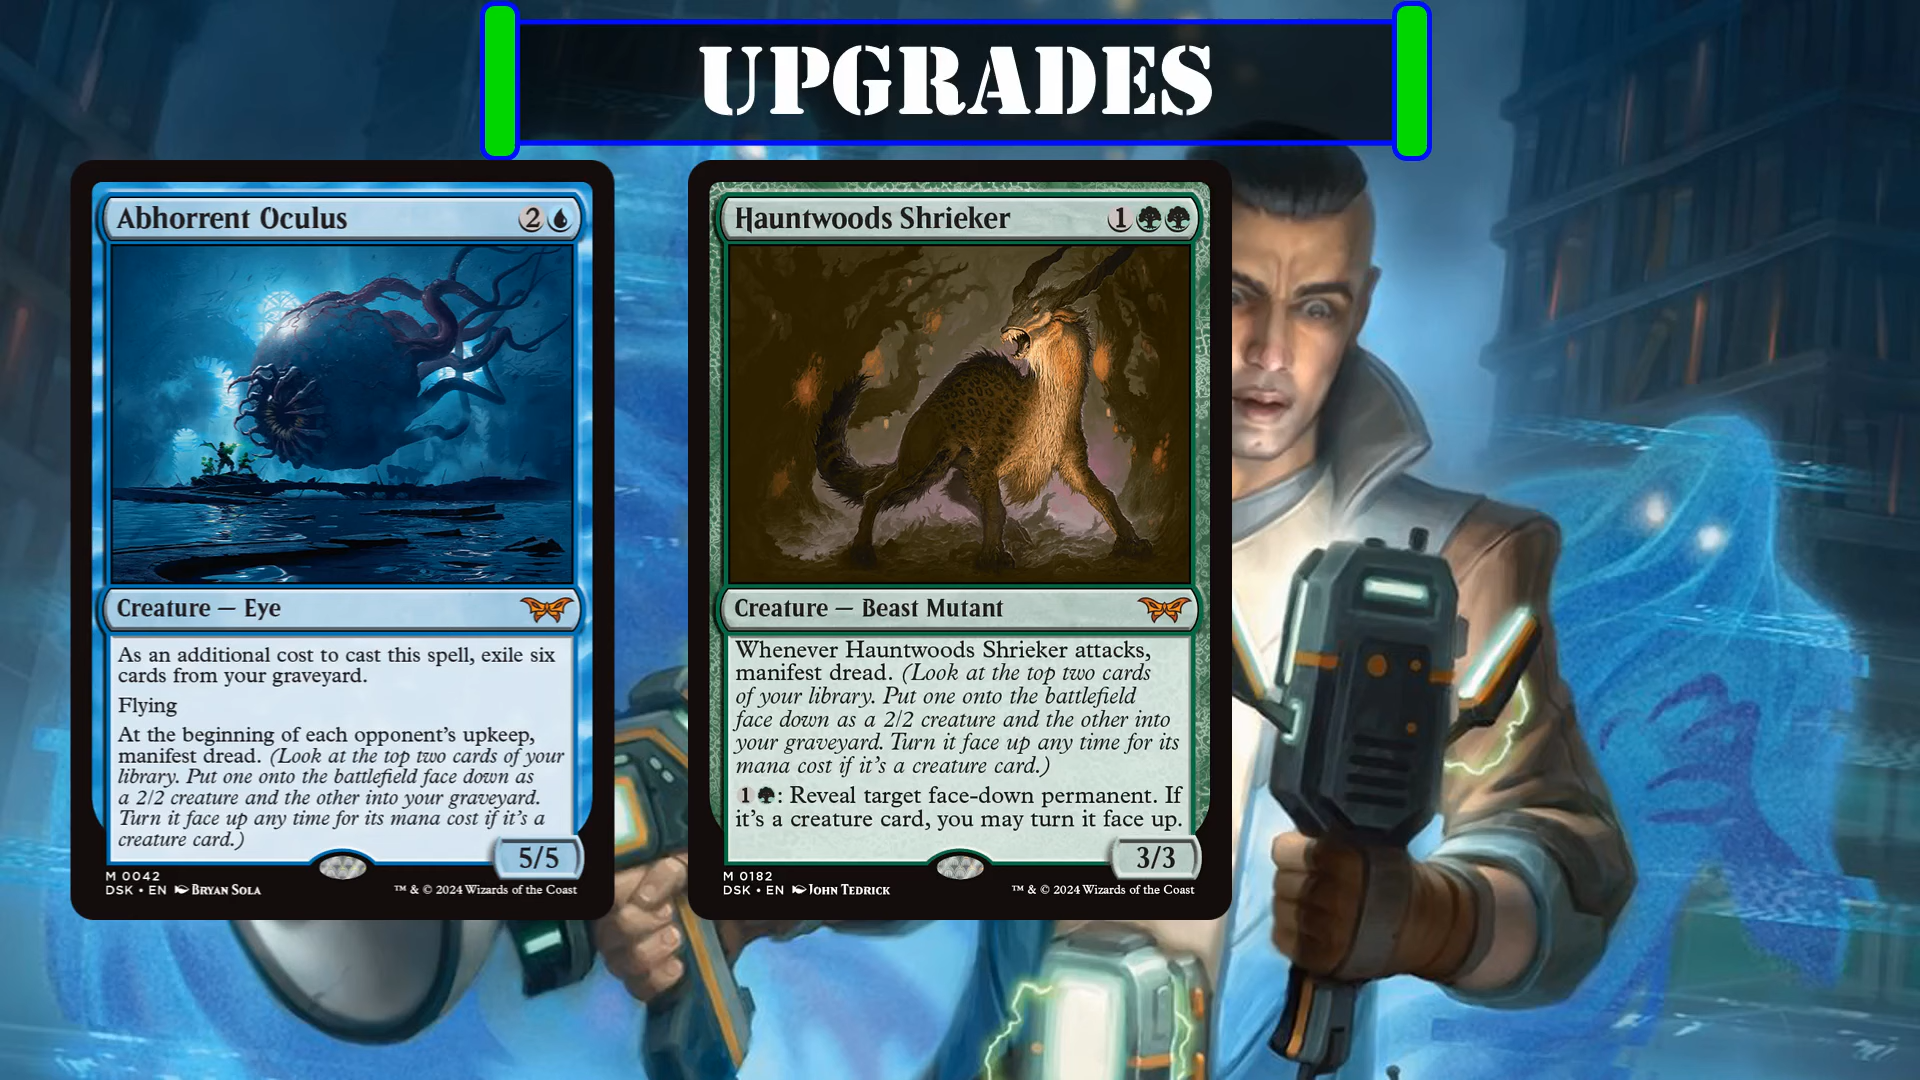 UPGRADES
Abhorrent Oculus 2
Creature — Eye
As an additional cost to cast this spell, exile six
cards from your graveyard.
Flying
At the beginning of each opponent's upkeep,
manifest dread. (Look at the top two cards of your
library. Put one onto the battlefield face down as
a 2/2 creature and the other into your graveyard.
Turn it face up any time for its mana cost if it's a
creature card.)
5/5
M 0042
DSK • EN BRYAN SOLA
™ & © 2024 Wizards of the Coast
Hauntwoods Shrieker 1
Creature — Beast Mutant
Whenever Hauntwoods Shrieker attacks,
manifest dread. (Look at the top two cards
of your library. Put one onto the battlefield
face down as a 2/2 creature and the other into
your graveyard. Turn it face up any time for its
mana cost if it's a creature card.)
1 : Reveal target face-down permanent. If
it's a creature card, you may turn it face up.
3/3
M 0182
DSK • EN JOHN TEDRICK
™ & © 2024 Wizards of the Coast